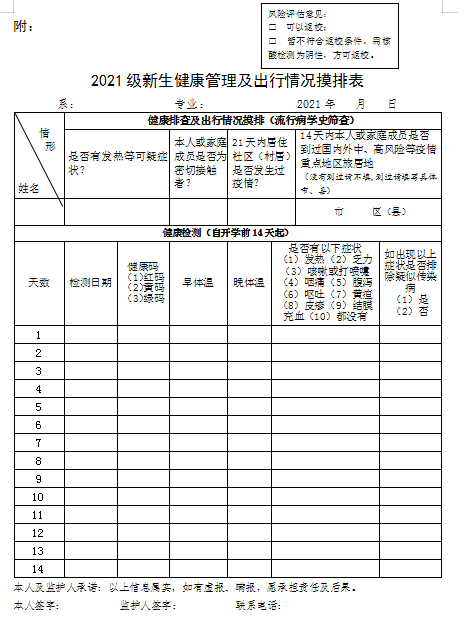 附:
风险评估意见:
□ 可以返校;
□ 暂不符合返校条件,需核
酸检测为阴性,方可返校。
2021 级新生健康管理及出行情况摸排表
系: 专业: 2021 年 月 日
情形
姓名
健康排查及出行情况摸排(流行病学史筛查)
是否有发热等可疑症
状?
本人或家庭
成员是否为
密切接触
者?
21 天内居住
社区(村居)
是否发生过
疫情?
14 天内本人或家庭成员是否
到过国内外中、高风险等疫情
重点地区旅居地
(没有到过请不填,到过请填写具体
市、县)
市 区(县)
健康检测(自开学前 14 天起)
天数
检测日期
健康码
(1)红码
(2)黄码
(3)绿码
早体温
晚体温
是否有以下症状
(1)发热(2)乏力
(3)咳嗽或打喷嚏
(4)咽痛(5)腹泻
(6)呕吐(7)黄疸
(8)皮疹(9)结膜
充血(10)都没有
如出现以上
症状是否排
除疑似传染
病
(1)是
(2)否
1
2
3
4
5
6
7
8
9
10
11
12
13
14
本人及监护人承诺:以上信息属实,如有虚报、瞒报,愿承担责任及后果。
本人签字: 监护人签字: 联系电话: